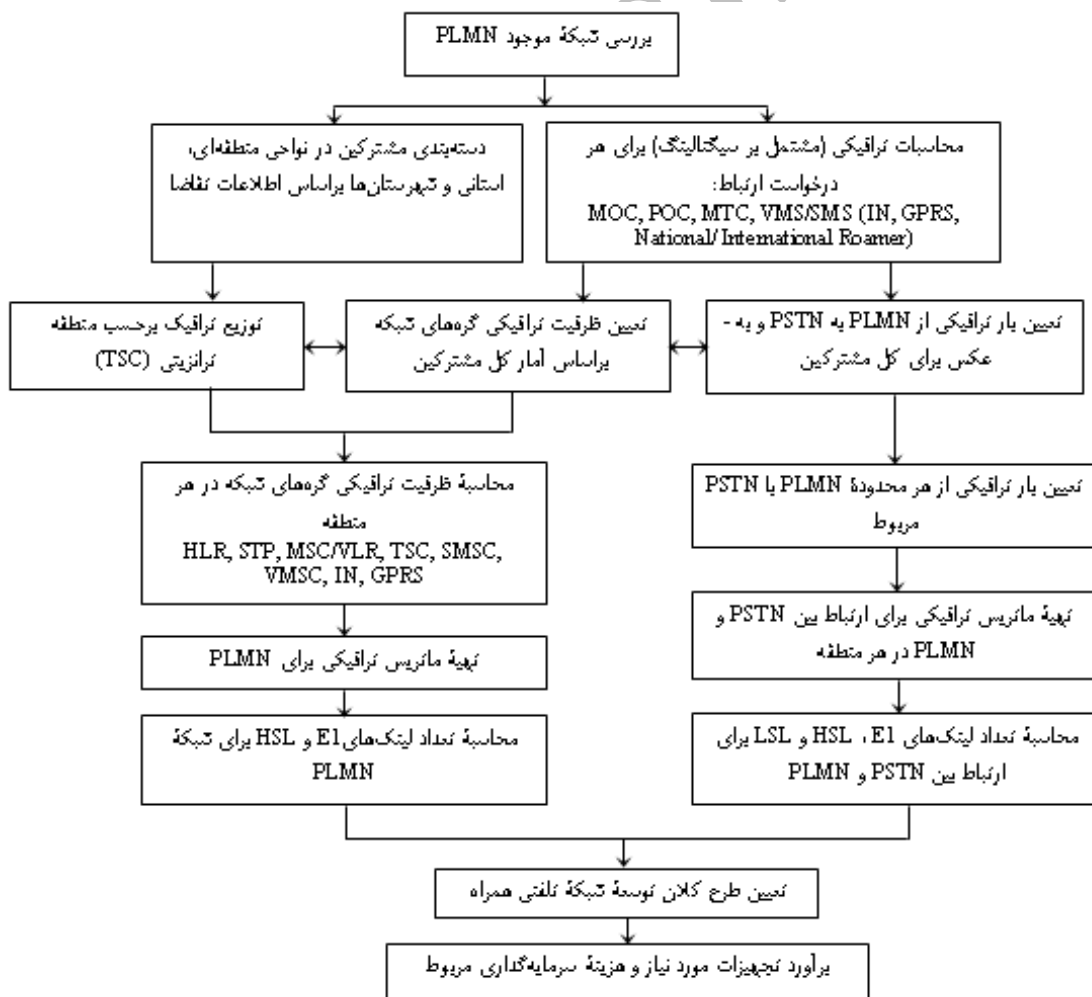 بررسی شبکهٔ موجود PLMN
محاسبات ترافیکی (مشتمل بر سیگنالینگ) برای هر
درخواست ارتباط:
MOC, POC, MTC, VMS/SMS (IN, GPRS,
National/ International Roamer)
دسته‌بندی مشترکین در نواحی منطقه‌ای،
استانی و شهرستان‌ها براساس اطلاعات تقاضا
تعیین بار ترافیکی از PLMN به PSTN و به -
عکس برای کل مشترکین
تعیین ظرفیت ترافیکی گره‌های شبکه
براساس آمار کل مشترکین
توزیع ترافیک برحسب منطقه
ترانزیتی (TSC)
تعیین بار ترافیکی از هر محدودهٔ PLMN با PSTN
مربوط
محاسبهٔ ظرفیت ترافیکی گره‌های شبکه در هر
منطقه
HLR, STP, MSC/VLR, TSC, SMSC,
VMSC, IN, GPRS
تهیهٔ ماتریس ترافیکی برای ارتباط بین PSTN و
PLMN در هر منطقه
تهیهٔ ماتریس ترافیکی برای PLMN
محاسبهٔ تعداد لینک‌های E1 ، HSL و LSL برای
ارتباط بین PSTN و PLMN
محاسبهٔ تعداد لینک‌های E1 و HSL برای شبکهٔ
PLMN
تعیین طرح کلان توسعهٔ شبکهٔ تلفنی همراه
برآورد تجهیزات مورد نیاز و هزینهٔ سرمایه‌گذاری مربوط